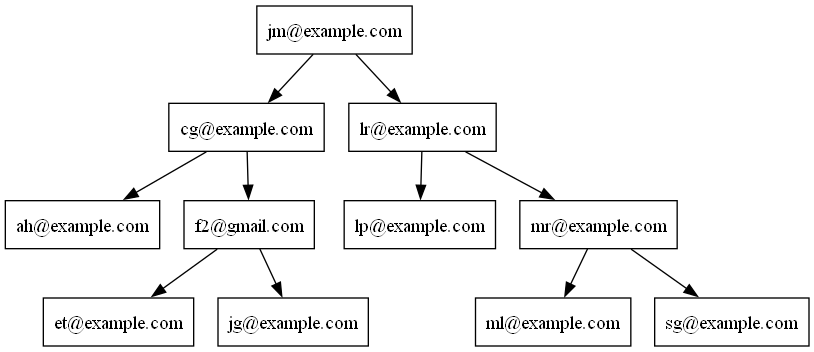 jm@example.com
cg@example.com
lr@example.com
ah@example.com
f2@gmail.com
lp@example.com
mr@example.com
et@example.com
jg@example.com
ml@example.com
sg@example.com